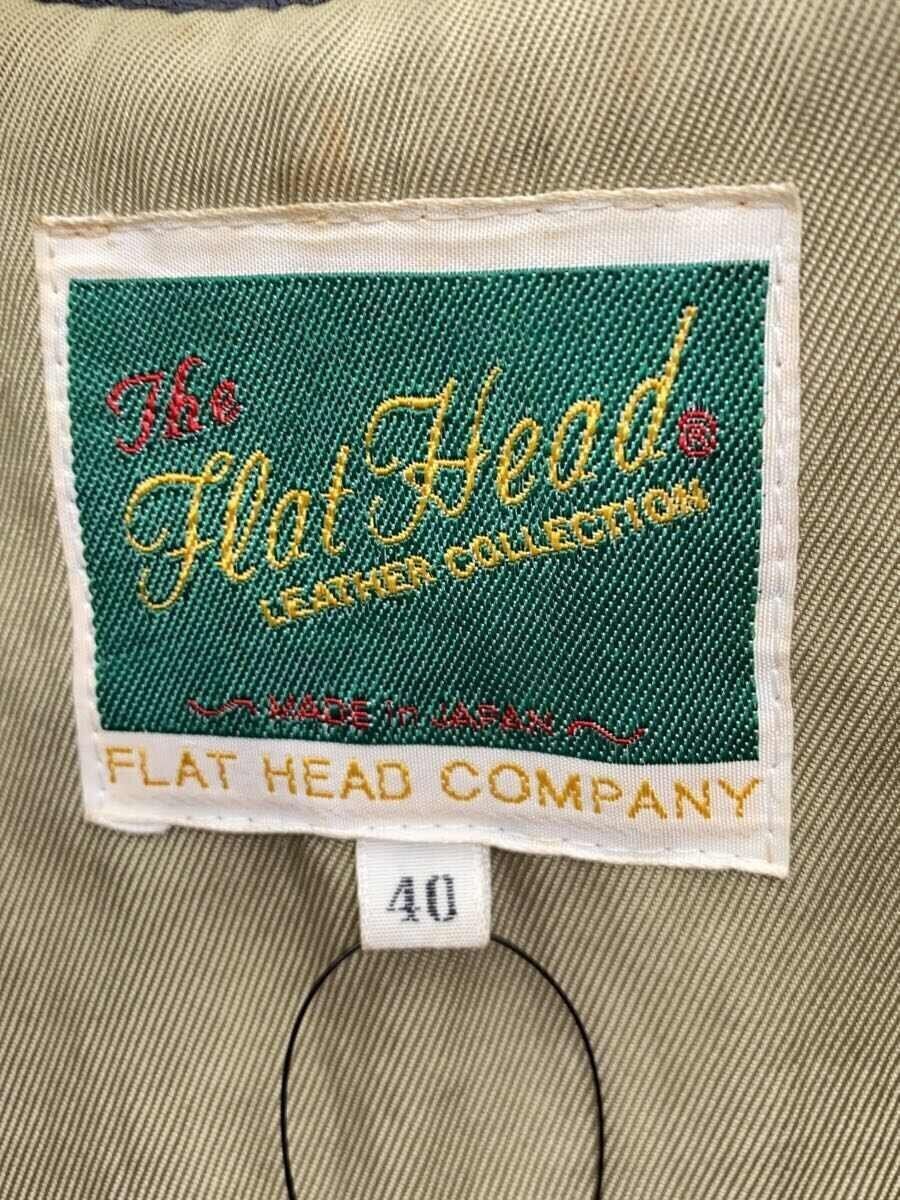 The
Flat Head®
LEATHER COLLECTION
~ MADE in JAPAN ~
FLAT HEAD COMPANY
40